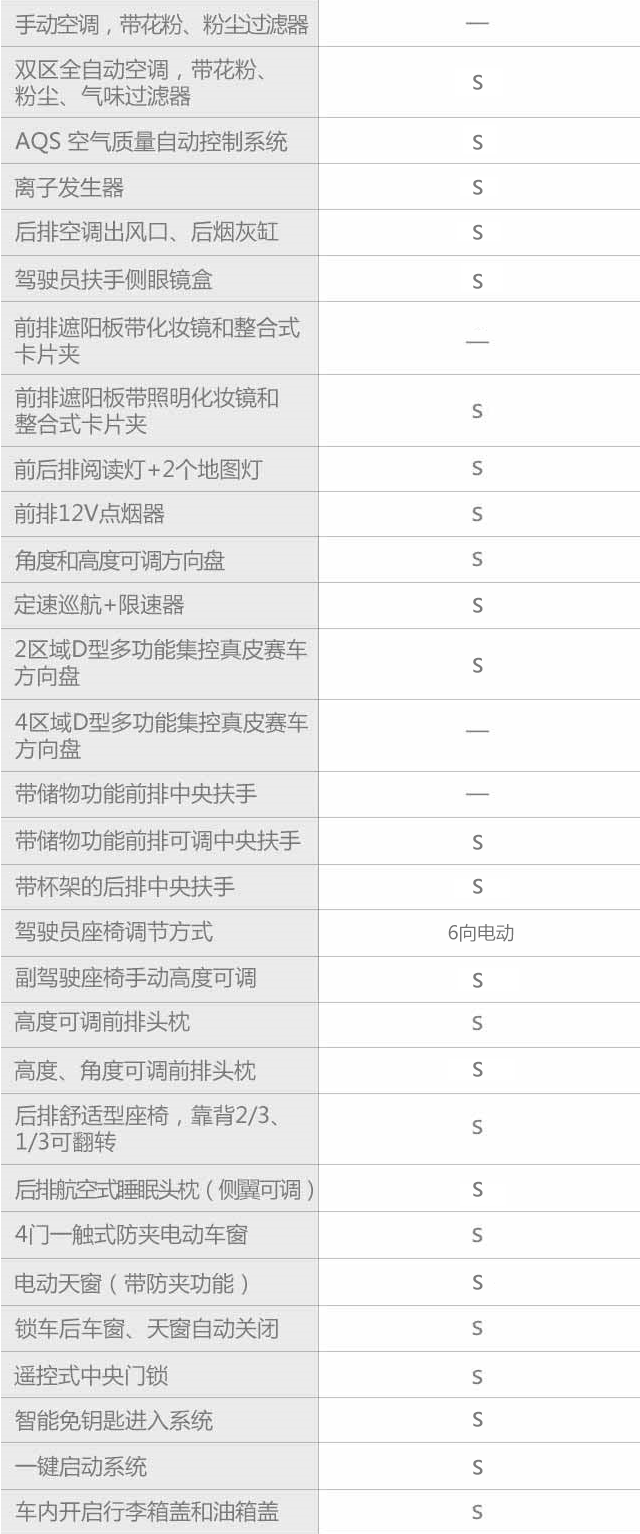 手动空调，带花粉、粉尘过滤器 —
双区全自动空调，带花粉、
粉尘、气味过滤器 S
AQS 空气质量自动控制系统 S
离子发生器 S
后排空调出风口、后烟灰缸 S
驾驶员扶手侧眼镜盒 S
前排遮阳板带化妆镜和整合式
卡片夹 —
前排遮阳板带照明化妆镜和
整合式卡片夹 S
前后排阅读灯+2个地图灯 S
前排12V点烟器 S
角度和高度可调方向盘 S
定速巡航+限速器 S
2区域D型多功能集控真皮赛车
方向盘 S
4区域D型多功能集控真皮赛车
方向盘 —
带储物功能前排中央扶手 —
带储物功能前排可调中央扶手 S
带杯架的后排中央扶手 S
驾驶员座椅调节方式 6向电动
副驾驶座椅手动高度可调 S
高度可调前排头枕 S
高度、角度可调前排头枕 S
后排舒适型座椅，靠背2/3、
1/3可翻转 S
后排航空式睡眠头枕（侧翼可调） S
4门一触式防夹电动车窗 S
电动天窗（带防夹功能） S
锁车后车窗、天窗自动关闭 S
遥控式中央门锁 S
智能免钥匙进入系统 S
一键启动系统 S
车内开启行李箱盖和油箱盖 S